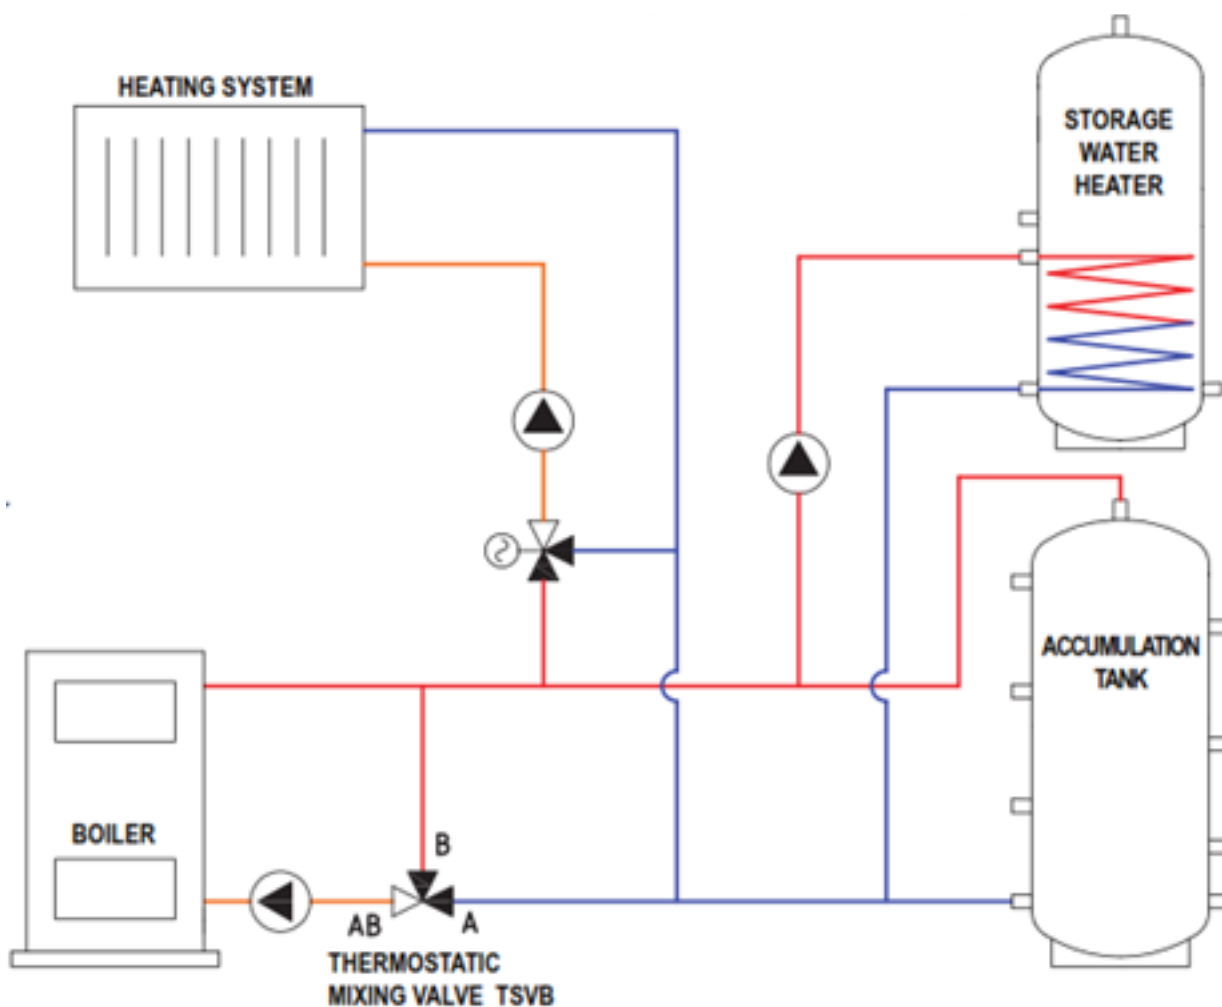 HEATING SYSTEM
STORAGE
WATER
HEATER
ACCUMULATION
TANK
BOILER
B
AB
A
THERMOSTATIC
MIXING VALVE TSVB